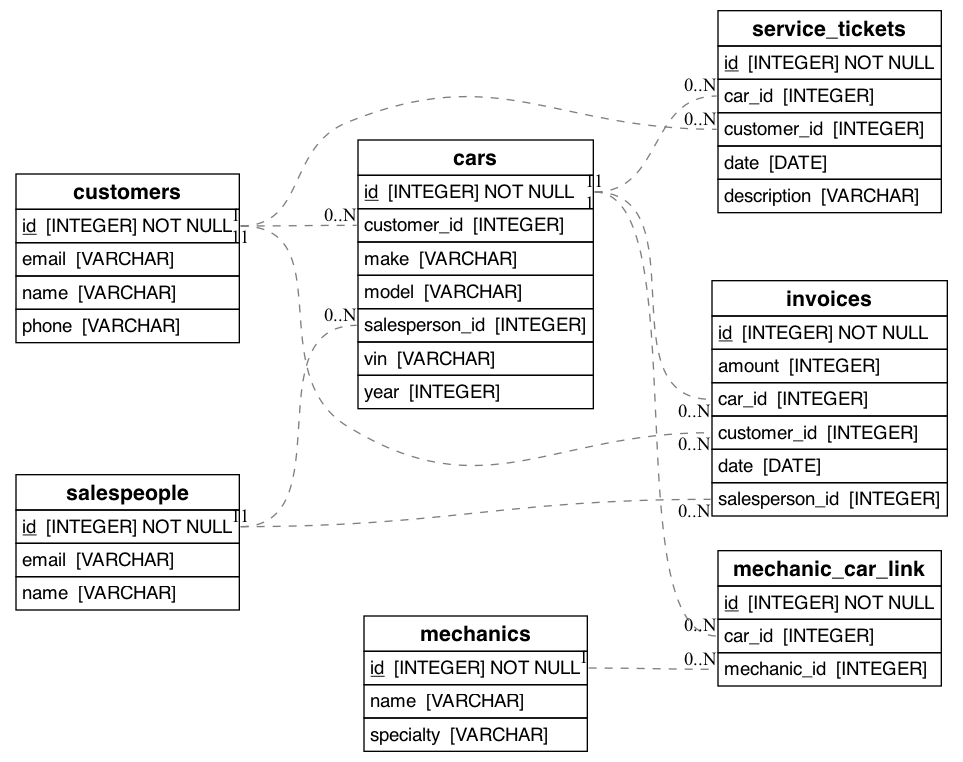 customers
id [INTEGER] NOT NULL
email [VARCHAR]
name [VARCHAR]
phone [VARCHAR]
1
1
1
salespeople
id [INTEGER] NOT NULL
email [VARCHAR]
name [VARCHAR]
1
1
cars
id [INTEGER] NOT NULL
customer_id [INTEGER]
make [VARCHAR]
model [VARCHAR]
salesperson_id [INTEGER]
vin [VARCHAR]
year [INTEGER]
0..N
0..N
1
1
1
mechanics
id [INTEGER] NOT NULL
name [VARCHAR]
specialty [VARCHAR]
1
service_tickets
id [INTEGER] NOT NULL
car_id [INTEGER]
customer_id [INTEGER]
date [DATE]
description [VARCHAR]
0..N
0..N
invoices
id [INTEGER] NOT NULL
amount [INTEGER]
car_id [INTEGER]
customer_id [INTEGER]
date [DATE]
salesperson_id [INTEGER]
0..N
0..N
0..N
mechanic_car_link
id [INTEGER] NOT NULL
car_id [INTEGER]
mechanic_id [INTEGER]
0..N
0..N